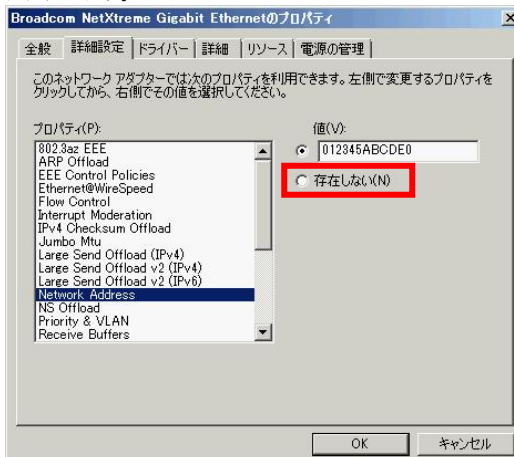 Broadcom NetXtreme Gigabit Ethernetのプロパティ
全般 詳細設定 ドライバー 詳細 リソース 電源の管理
このネットワーク アダプターでは次のプロパティを利用できます。左側で変更するプロパティを
クリックしてから、右側でその値を選択してください。
プロパティ(P): 値(V):
802.3az EEE
012345ABCDE0
ARP Offload
EEE Control Policies
存在しない(N)
Ethernet@WireSpeed
Flow Control
Interrupt Moderation
IPv4 Checksum Offload
Jumbo Mtu
Large Send Offload (IPv4)
Large Send Offload v2 (IPv4)
Large Send Offload v2 (IPv6)
Network Address
NS Offload
Priority & VLAN
Receive Buffers
OK キャンセル